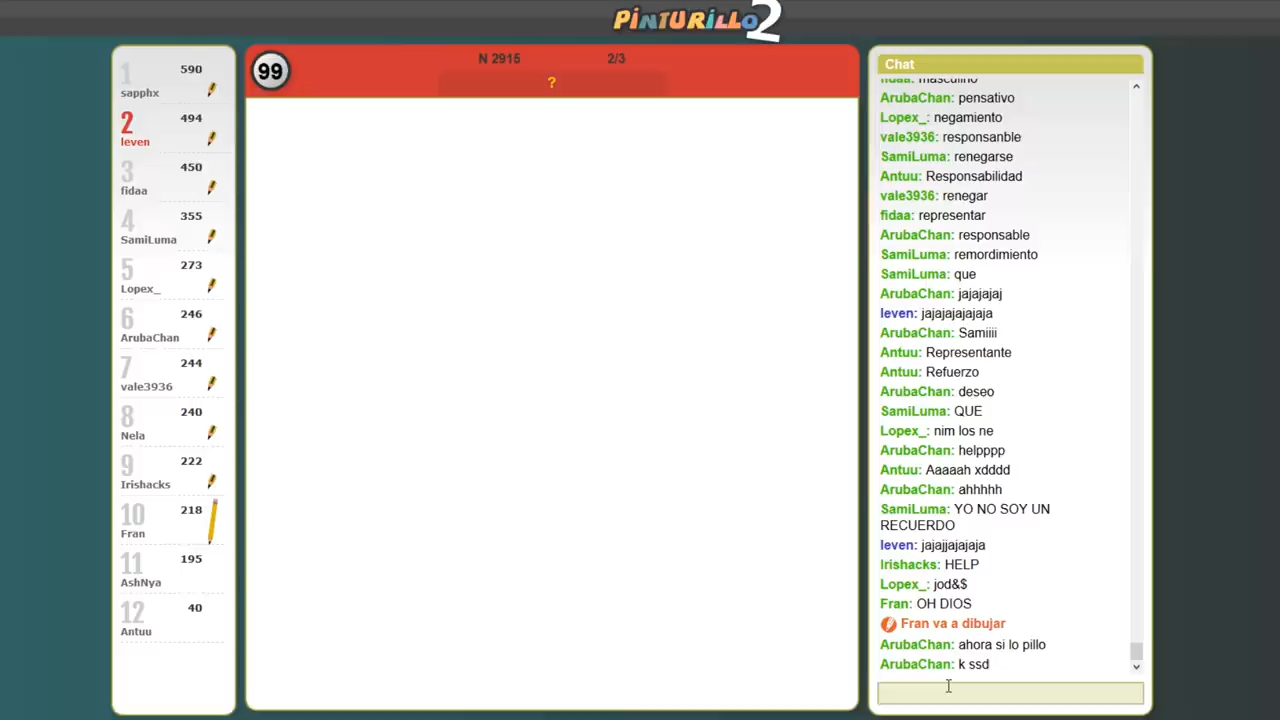 PINTURILLO 2
1 590
sapphx
2 494
leven
3 450
fidaa
4 355
SamiLuma
5 273
Lopex_
6 246
ArubaChan
7 244
vale3936
8 240
Nela
9 222
Irishacks
10 218
Fran
11 195
AshNya
12 40
Antuu
99
N 2915 2/3
?
Chat
fidaa: masculino
ArubaChan: pensativo
Lopex_: negamiento
vale3936: responsanble
SamiLuma: renegarse
Antuu: Responsabilidad
vale3936: renegar
fidaa: representar
ArubaChan: responsable
SamiLuma: remordimiento
SamiLuma: que
ArubaChan: jajajajaj
leven: jajajajajajaja
ArubaChan: Samiiii
Antuu: Representante
Antuu: Refuerzo
ArubaChan: deseo
SamiLuma: QUE
Lopex_: nim los ne
ArubaChan: helpppp
Antuu: Aaaaah xdddd
ArubaChan: ahhhhh
SamiLuma: YO NO SOY UN
RECUERDO
leven: jajajjajajaja
Irishacks: HELP
Lopex_: jod&$
Fran: OH DIOS
Fran va a dibujar
ArubaChan: ahora si lo pillo
ArubaChan: k ssd